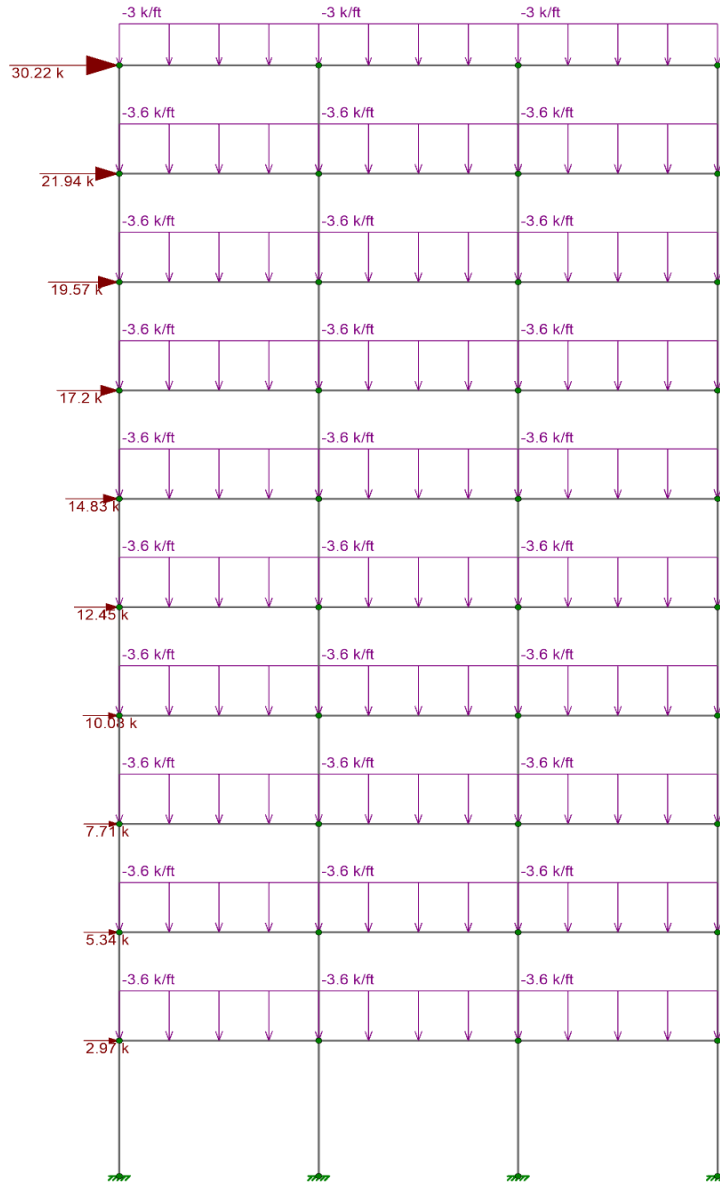 -3 k/ft -3 k/ft -3 k/ft
30.22 k
-3.6 k/ft -3.6 k/ft -3.6 k/ft
21.94 k
-3.6 k/ft -3.6 k/ft -3.6 k/ft
19.57 k
-3.6 k/ft -3.6 k/ft -3.6 k/ft
17.2 k
-3.6 k/ft -3.6 k/ft -3.6 k/ft
14.83 k
-3.6 k/ft -3.6 k/ft -3.6 k/ft
12.45 k
-3.6 k/ft -3.6 k/ft -3.6 k/ft
10.08 k
-3.6 k/ft -3.6 k/ft -3.6 k/ft
7.71 k
-3.6 k/ft -3.6 k/ft -3.6 k/ft
5.34 k
-3.6 k/ft -3.6 k/ft -3.6 k/ft
2.97 k